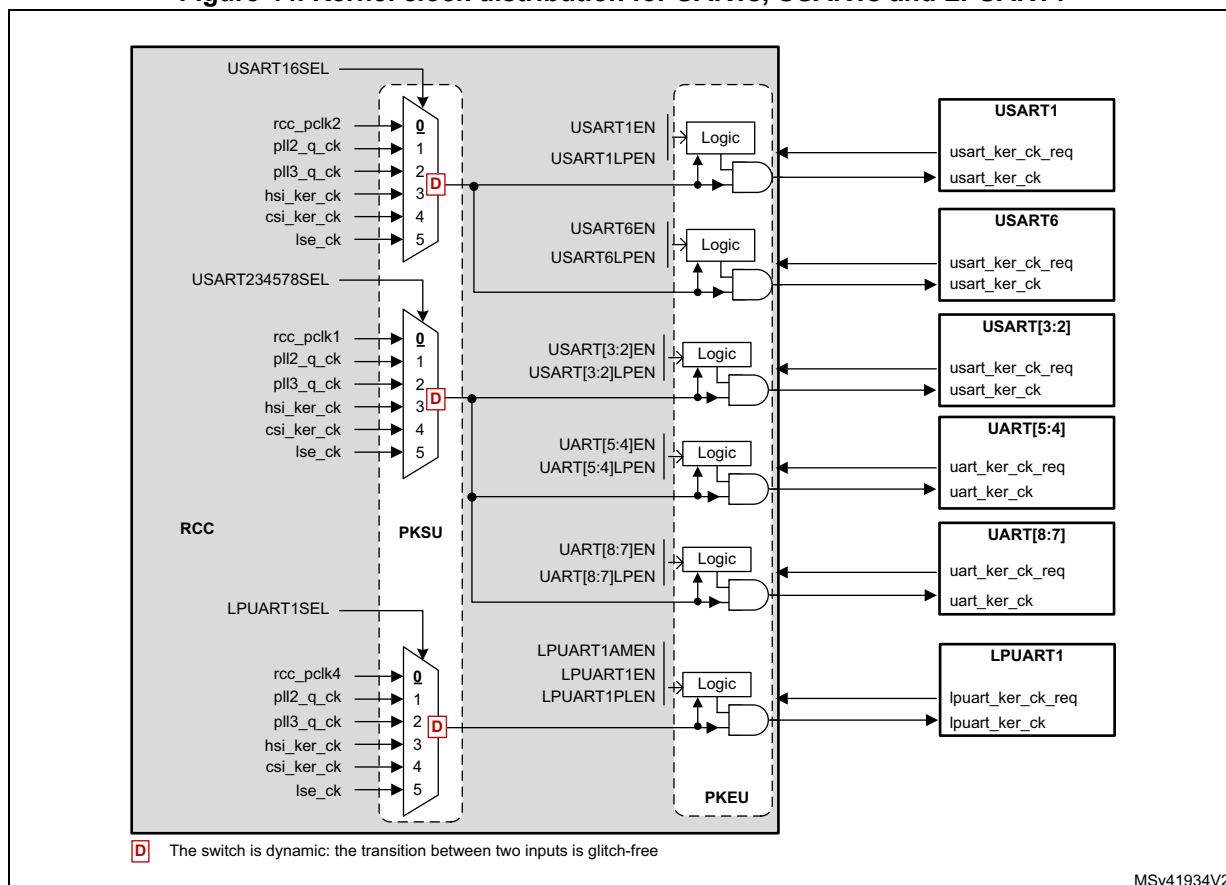 USART16SEL
rcc_pclk2
pll2_q_ck
pll3_q_ck
hsi_ker_ck
csi_ker_ck
lse_ck
0
1
2
3
4
5
D
USART1EN
USART1LPEN
Logic
USART1
usart_ker_ck_req
usart_ker_ck
USART6EN
USART6LPEN
Logic
USART6
usart_ker_ck_req
usart_ker_ck
USART234578SEL
rcc_pclk1
pll2_q_ck
pll3_q_ck
hsi_ker_ck
csi_ker_ck
lse_ck
0
1
2
3
4
5
D
USART[3:2]EN
USART[3:2]LPEN
Logic
USART[3:2]
usart_ker_ck_req
usart_ker_ck
UART[5:4]EN
UART[5:4]LPEN
Logic
UART[5:4]
uart_ker_ck_req
uart_ker_ck
RCC
PKSU
UART[8:7]EN
UART[8:7]LPEN
Logic
UART[8:7]
uart_ker_ck_req
uart_ker_ck
LPUART1SEL
rcc_pclk4
pll2_q_ck
pll3_q_ck
hsi_ker_ck
csi_ker_ck
lse_ck
0
1
2
3
4
5
D
LPUART1AMEN
LPUART1EN
LPUART1PLEN
Logic
LPUART1
lpuart_ker_ck_req
lpuart_ker_ck
PKEU
D The switch is dynamic: the transition between two inputs is glitch-free
MSv41934V2